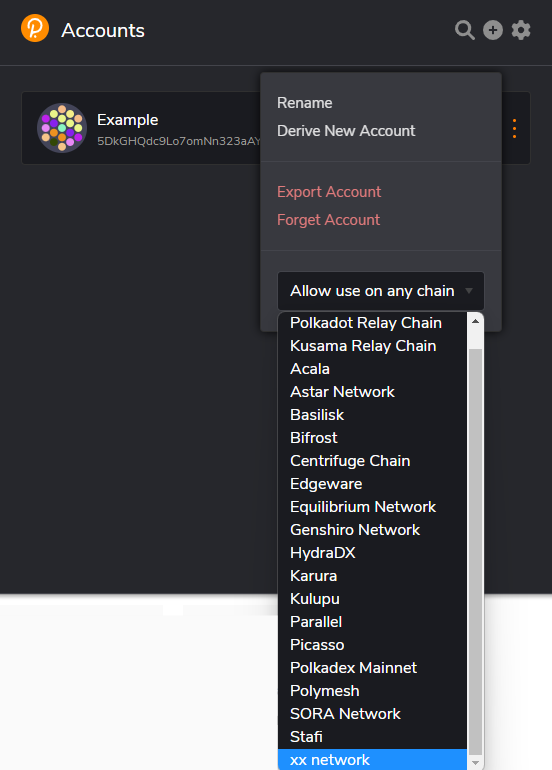 Accounts
Example
5DkGHQdc9Lo7omNn323aAY
Rename
Derive New Account
Export Account
Forget Account
Allow use on any chain
Polkadot Relay Chain
Kusama Relay Chain
Acala
Astar Network
Basilisk
Bifrost
Centrifuge Chain
Edgeware
Equilibrium Network
Genshiro Network
HydraDX
Karura
Kulupu
Parallel
Picasso
Polkadex Mainnet
Polymesh
SORA Network
Stafi
xx network